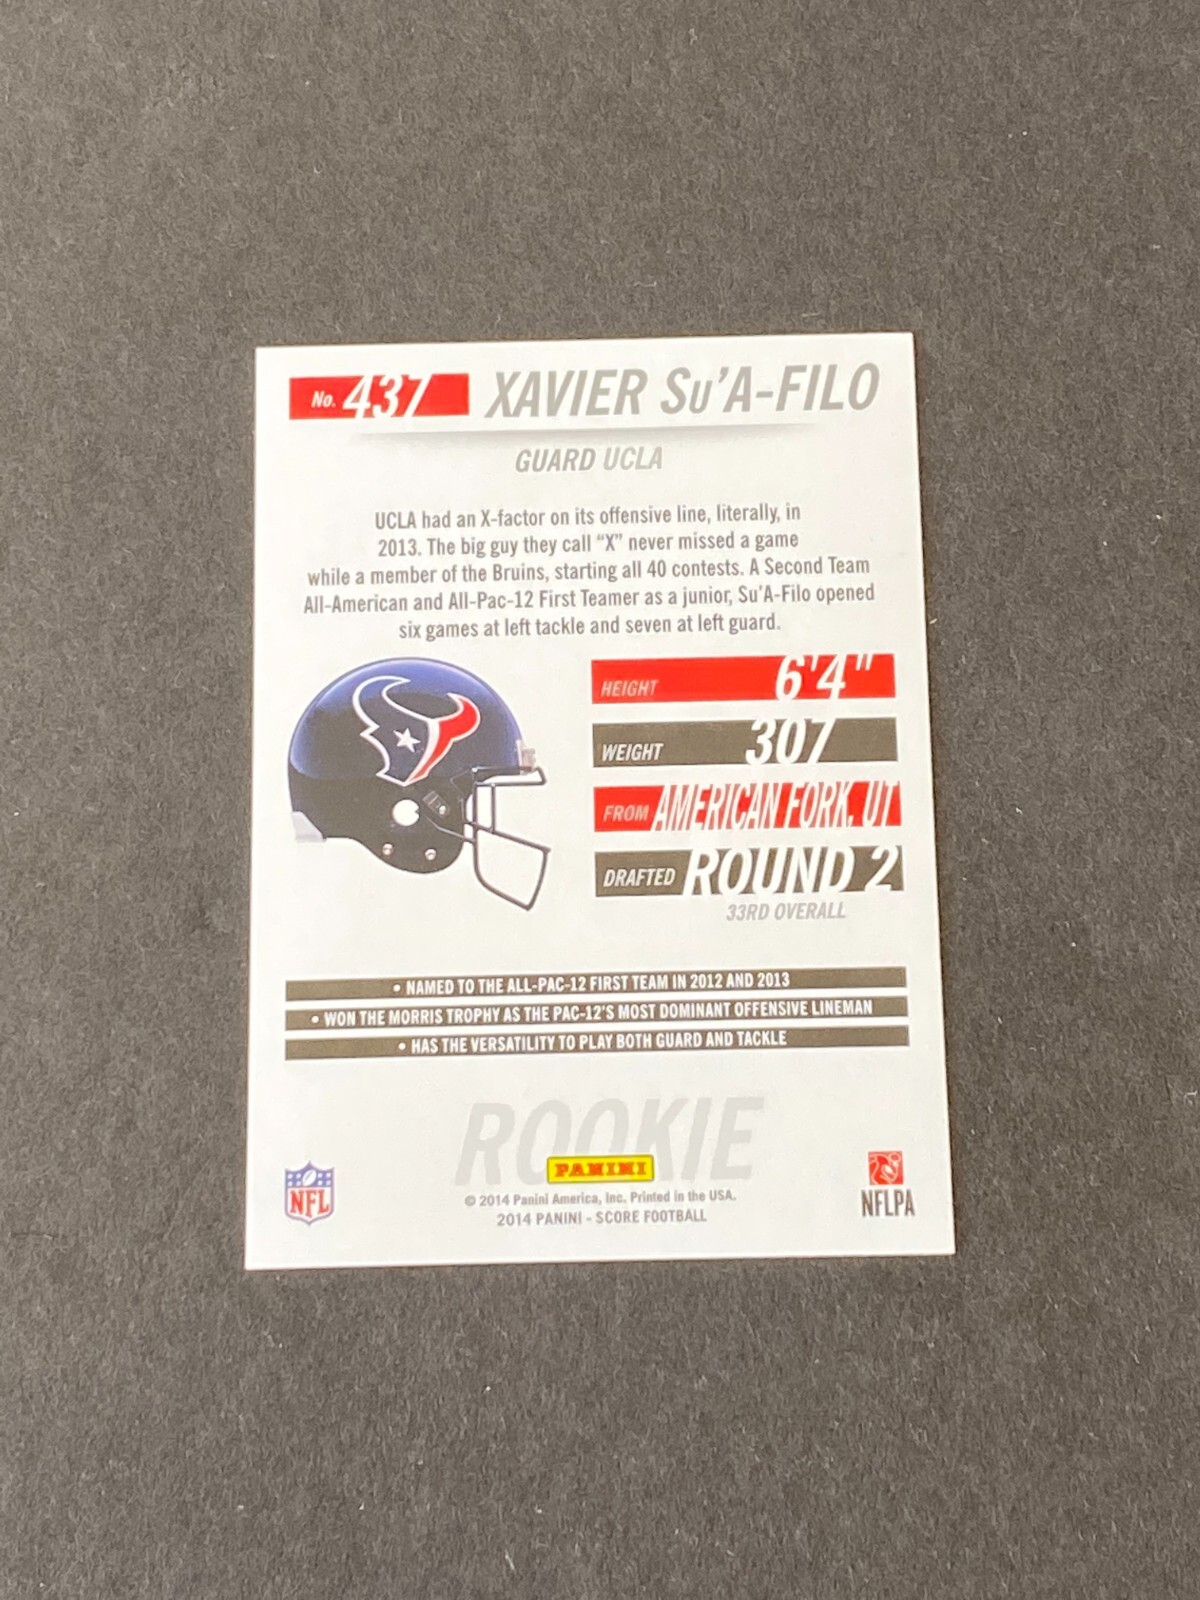 No. 437 XAVIER Su'A-FILO
GUARD UCLA
UCLA had an X-factor on its offensive line, literally, in
2013. The big guy they call “X” never missed a game
while a member of the Bruins, starting all 40 contests. A Second Team
All-American and All-Pac-12 First Teamer as a junior, Su'A-Filo opened
six games at left tackle and seven at left guard.
HEIGHT 6'4"
WEIGHT 307
FROM AMERICAN FORK, UT
DRAFTED ROUND 2
33RD OVERALL
• NAMED TO THE ALL-PAC-12 FIRST TEAM IN 2012 AND 2013
• WON THE MORRIS TROPHY AS THE PAC-12'S MOST DOMINANT OFFENSIVE LINEMAN
• HAS THE VERSATILITY TO PLAY BOTH GUARD AND TACKLE
ROOKIE
PANINI
NFL
© 2014 Panini America, Inc. Printed in the USA.
2014 PANINI - SCORE FOOTBALL
NFLPA